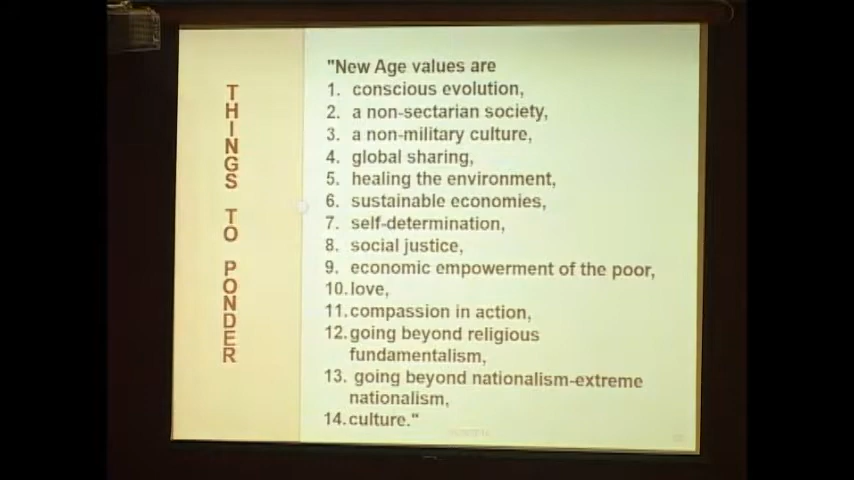 THINGS TO PONDER
"New Age values are
1. conscious evolution,
2. a non-sectarian society,
3. a non-military culture,
4. global sharing,
5. healing the environment,
6. sustainable economies,
7. self-determination,
8. social justice,
9. economic empowerment of the poor,
10. love,
11. compassion in action,
12. going beyond religious
fundamentalism,
13. going beyond nationalism-extreme
nationalism,
14. culture."